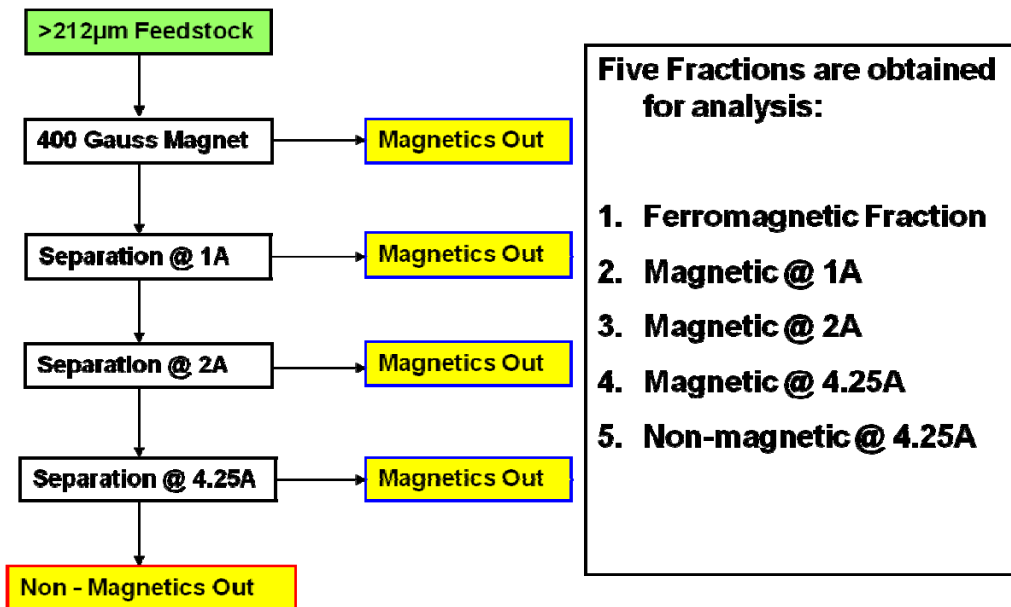 >212µm Feedstock
400 Gauss Magnet
Magnetics Out
Separation @ 1A
Magnetics Out
Separation @ 2A
Magnetics Out
Separation @ 4.25A
Magnetics Out
Non - Magnetics Out
Five Fractions are obtained
for analysis:
1. Ferromagnetic Fraction
2. Magnetic @ 1A
3. Magnetic @ 2A
4. Magnetic @ 4.25A
5. Non-magnetic @ 4.25A